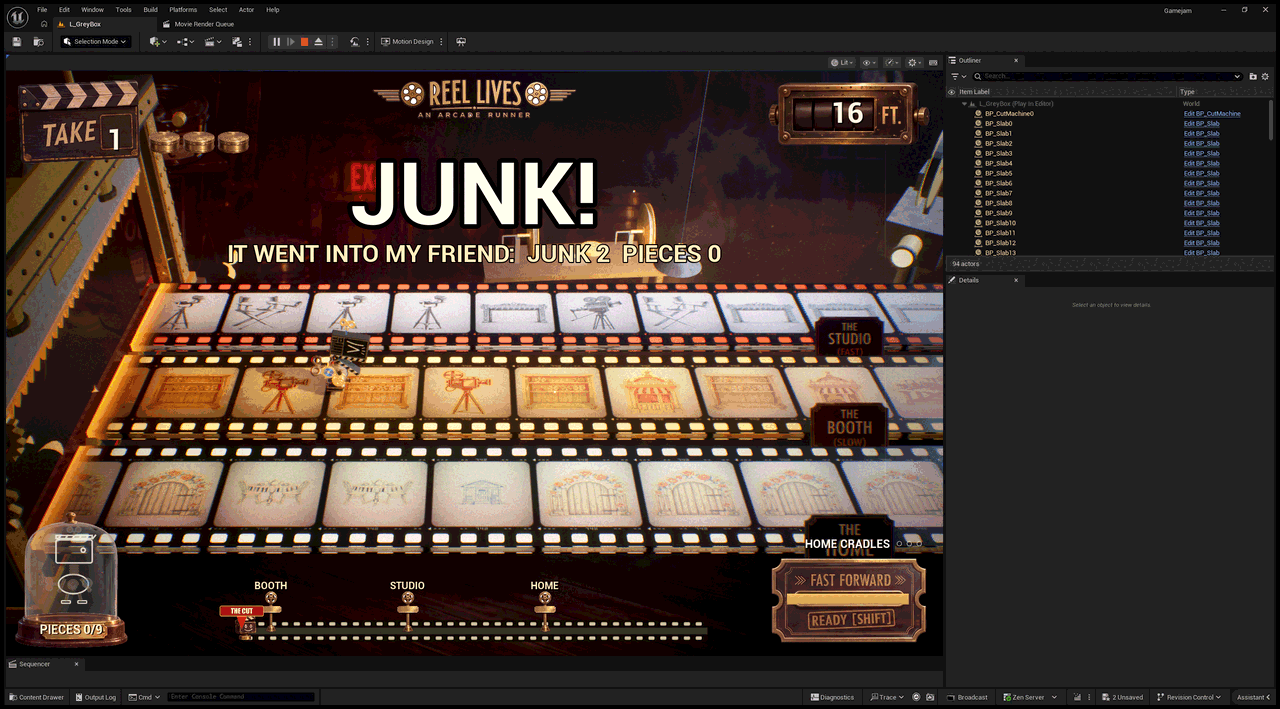 File Edit Window Tools Build Platforms Select Actor Help
Gamejam
L_GreyBox
Movie Render Queue
Selection Mode
Motion Design
Lit
Outliner
Search...
Item Label Type
L_GreyBox (Play In Editor) World
BP_CutMachine0 Edit BP_CutMachine
BP_Slab0 Edit BP_Slab
BP_Slab1 Edit BP_Slab
BP_Slab2 Edit BP_Slab
BP_Slab3 Edit BP_Slab
BP_Slab4 Edit BP_Slab
BP_Slab5 Edit BP_Slab
BP_Slab6 Edit BP_Slab
BP_Slab7 Edit BP_Slab
BP_Slab8 Edit BP_Slab
BP_Slab9 Edit BP_Slab
BP_Slab10 Edit BP_Slab
BP_Slab11 Edit BP_Slab
BP_Slab12 Edit BP_Slab
BP_Slab13 Edit BP_Slab
94 actors
Details
Select an object to view details.
TAKE 1
REEL LIVES
AN ARCADE RUNNER
16 FT.
EX
JUNK!
IT WENT INTO MY FRIEND: JUNK 2 PIECES 0
THE
STUDIO
(FAST)
THE
BOOTH
(SLOW)
THE
HOME
HOME CRADLES
FAST FORWARD
READY [SHIFT]
PIECES 0/9
BOOTH STUDIO HOME
THE CUT
Sequencer
Content Drawer Output Log Cmd Enter Console Command
Diagnostics Trace Broadcast Zen Server 2 Unsaved Revision Control Assistant